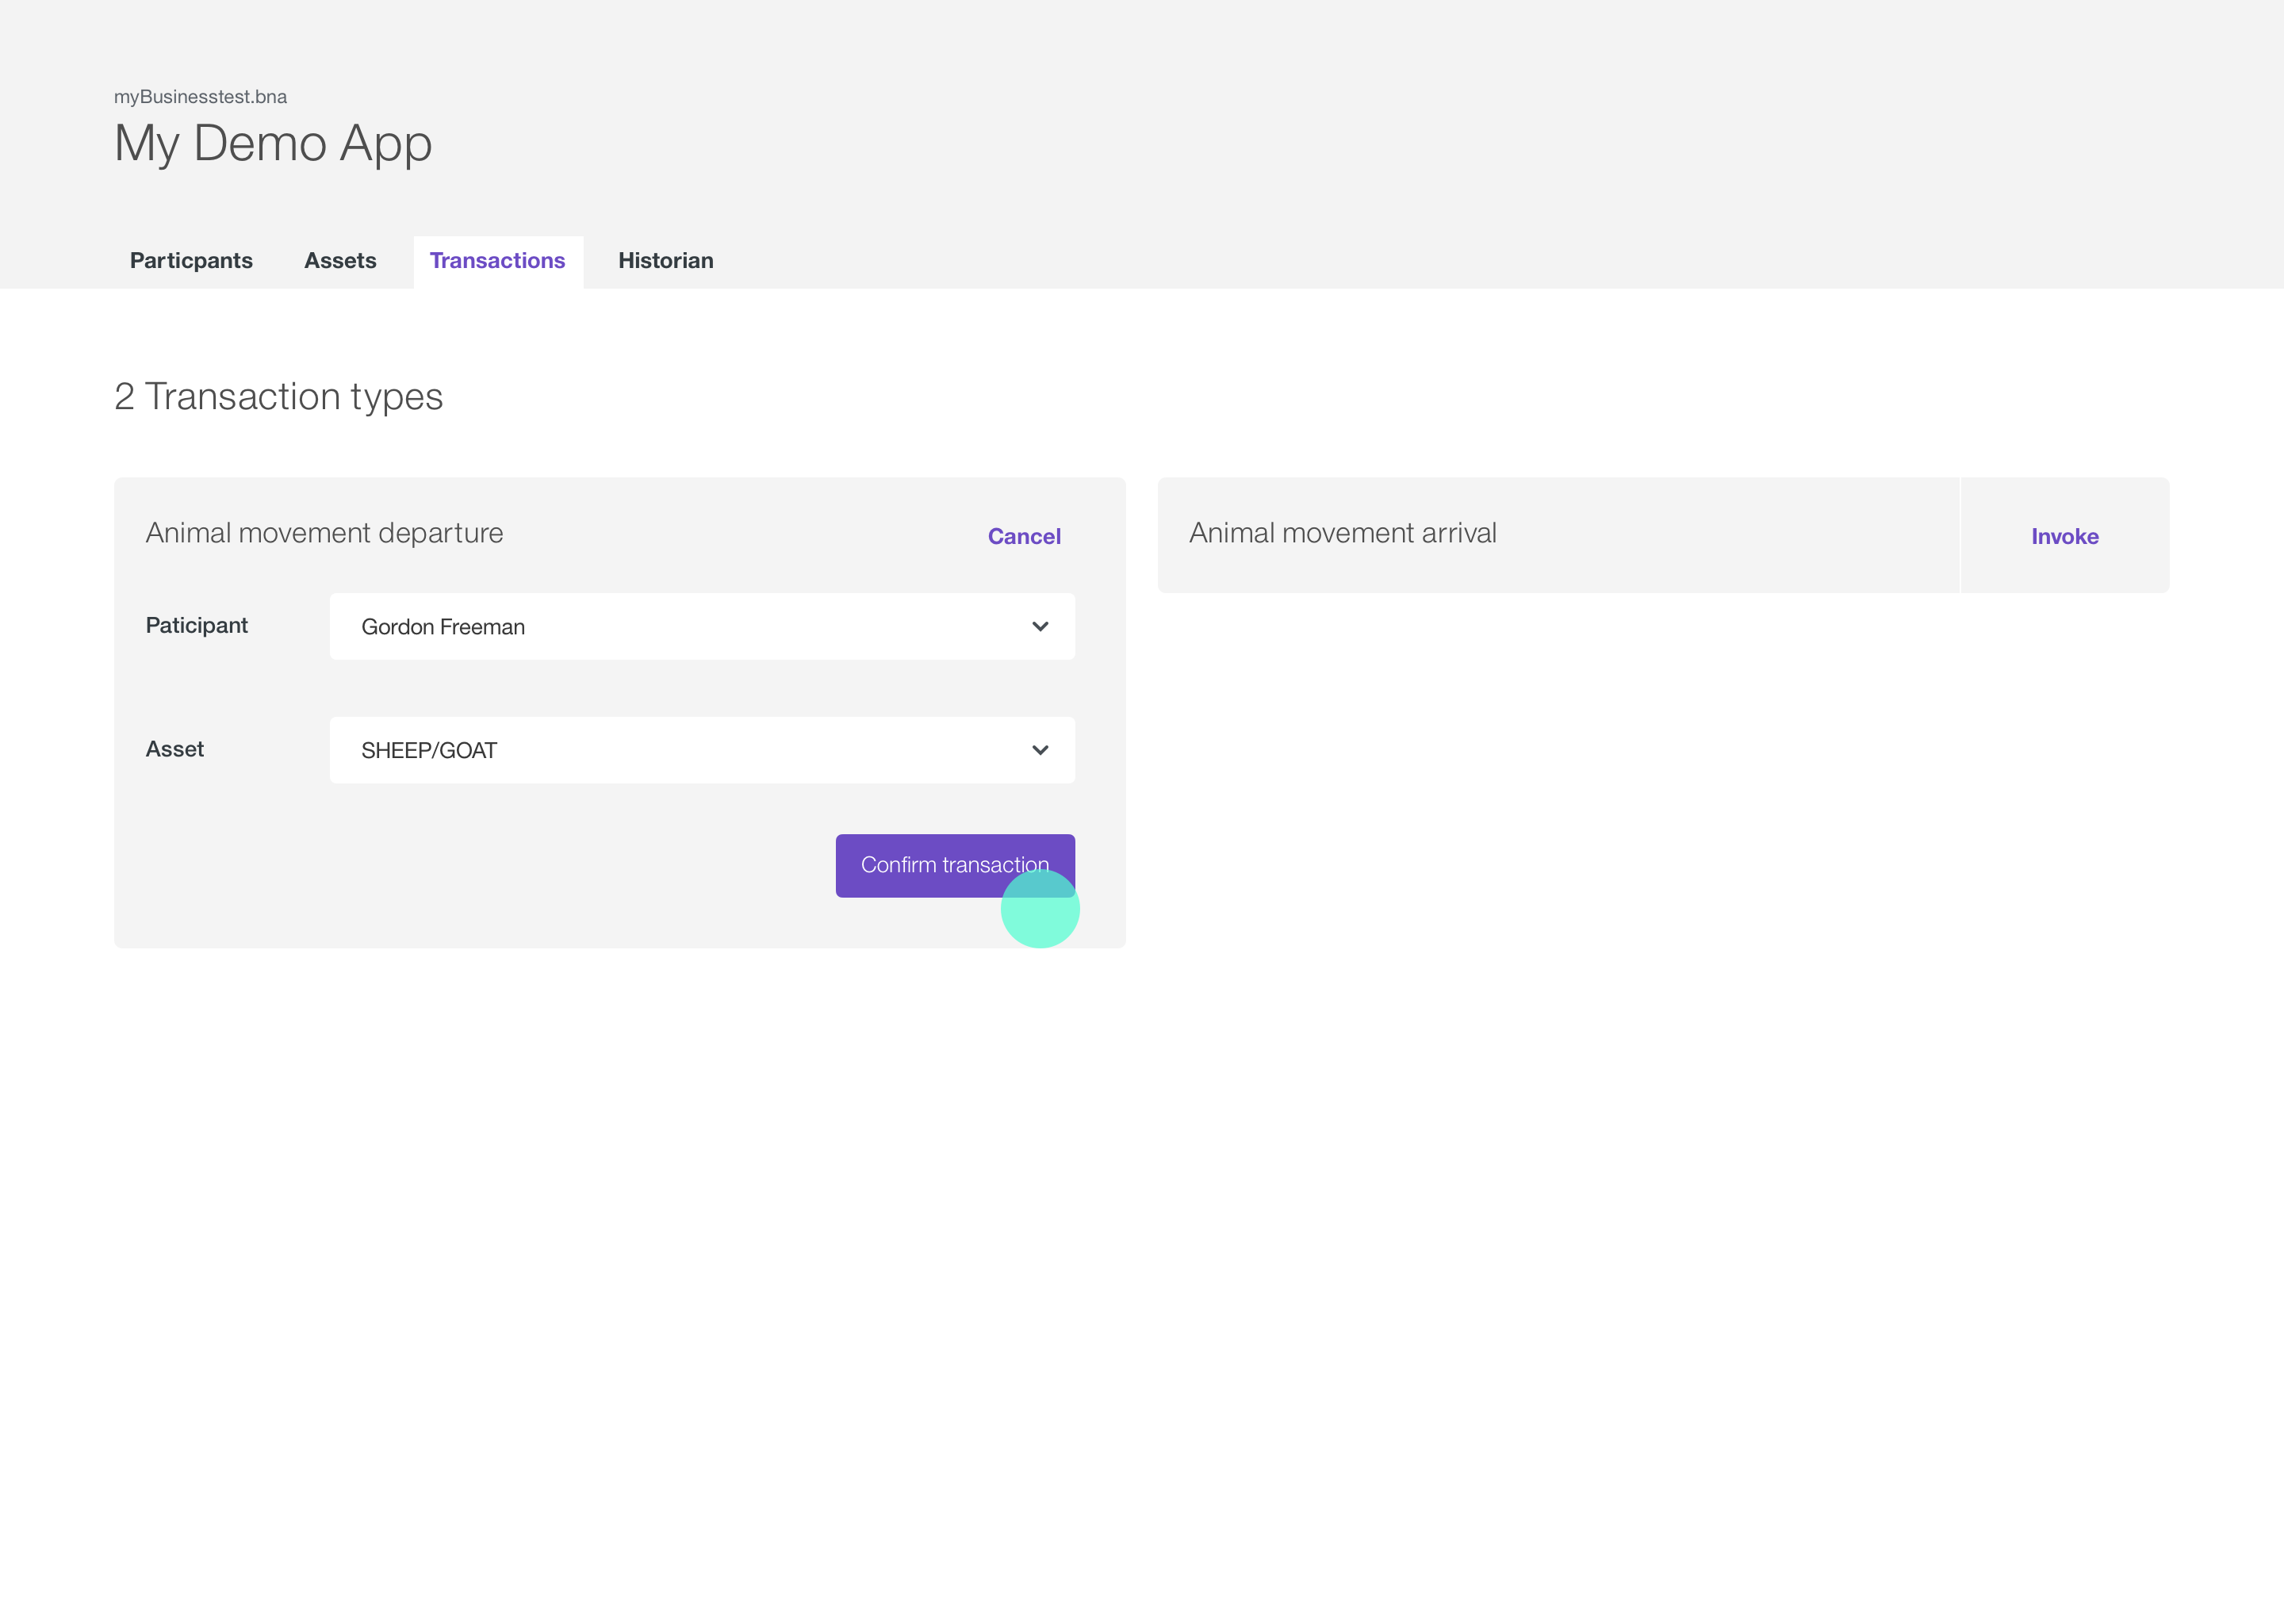 myBusinesstest.bna
My Demo App
Particpants Assets Transactions Historian
2 Transaction types
Animal movement departure Cancel
Paticipant Gordon Freeman
Asset SHEEP/GOAT
Confirm transaction
Animal movement arrival Invoke